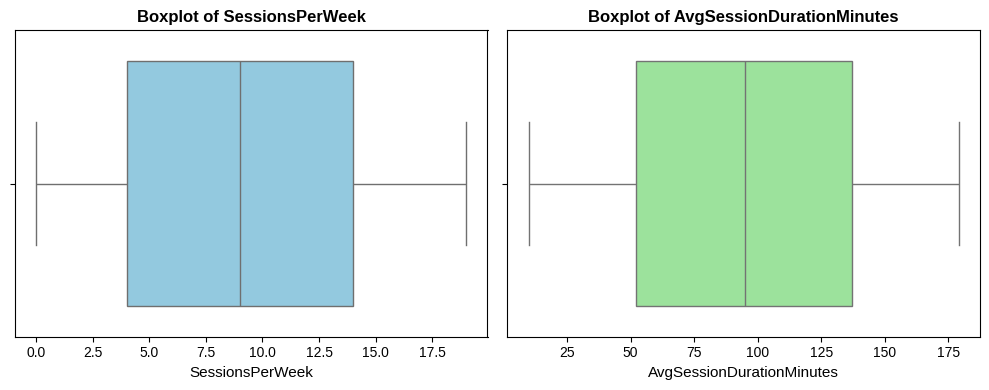 Boxplot of SessionsPerWeek
0.0 2.5 5.0 7.5 10.0 12.5 15.0 17.5
SessionsPerWeek
Boxplot of AvgSessionDurationMinutes
25 50 75 100 125 150 175
AvgSessionDurationMinutes